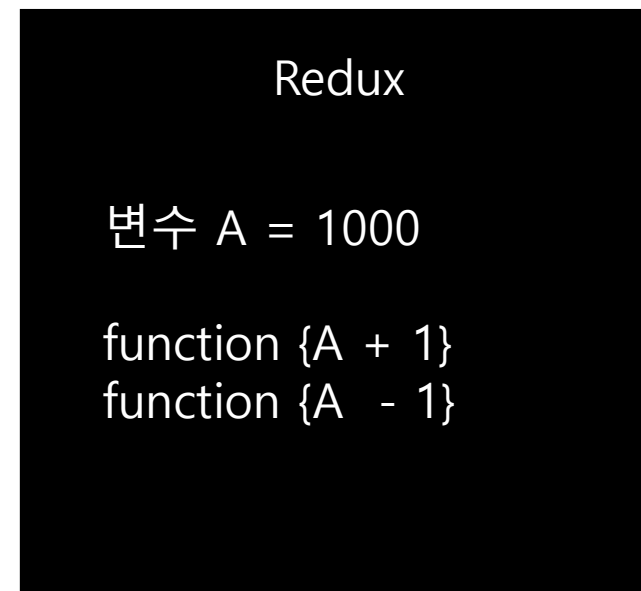 Redux
변수 A = 1000
function {A + 1}
function {A - 1}